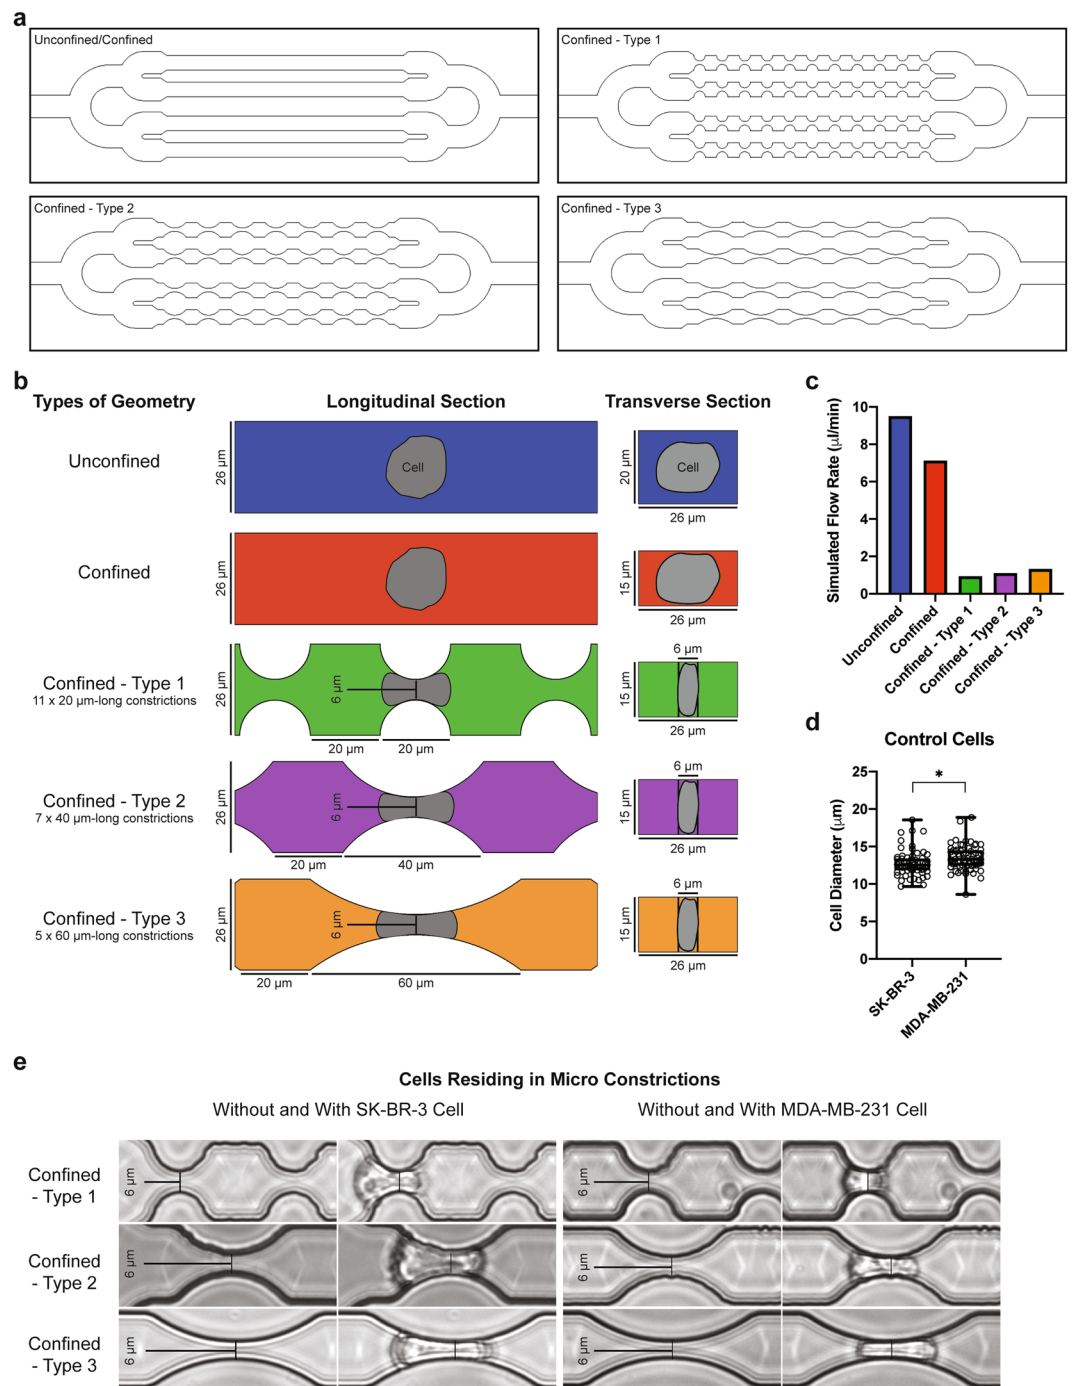 a
Unconfined/Confined
Confined - Type 1
Confined - Type 2
Confined - Type 3
b
Types of Geometry
Longitudinal Section
Transverse Section
Unconfined
26 µm
Cell
20 µm
Cell
26 µm
Confined
26 µm
15 µm
26 µm
Confined - Type 1
11 x 20 µm-long constrictions
26 µm
6 µm
20 µm
20 µm
6 µm
15 µm
26 µm
Confined - Type 2
7 x 40 µm-long constrictions
26 µm
6 µm
20 µm
40 µm
6 µm
15 µm
26 µm
Confined - Type 3
5 x 60 µm-long constrictions
26 µm
6 µm
20 µm
60 µm
6 µm
15 µm
26 µm
c
Simulated Flow Rate (µl/min)
10
8
6
4
2
0
Unconfined
Confined
Confined - Type 1
Confined - Type 2
Confined - Type 3
d
Control Cells
Cell Diameter (µm)
25
20
15
10
5
0
*
SK-BR-3
MDA-MB-231
e
Cells Residing in Micro Constrictions
Without and With SK-BR-3 Cell
Without and With MDA-MB-231 Cell
Confined
- Type 1
6 µm
6 µm
Confined
- Type 2
6 µm
6 µm
Confined
- Type 3
6 µm
6 µm